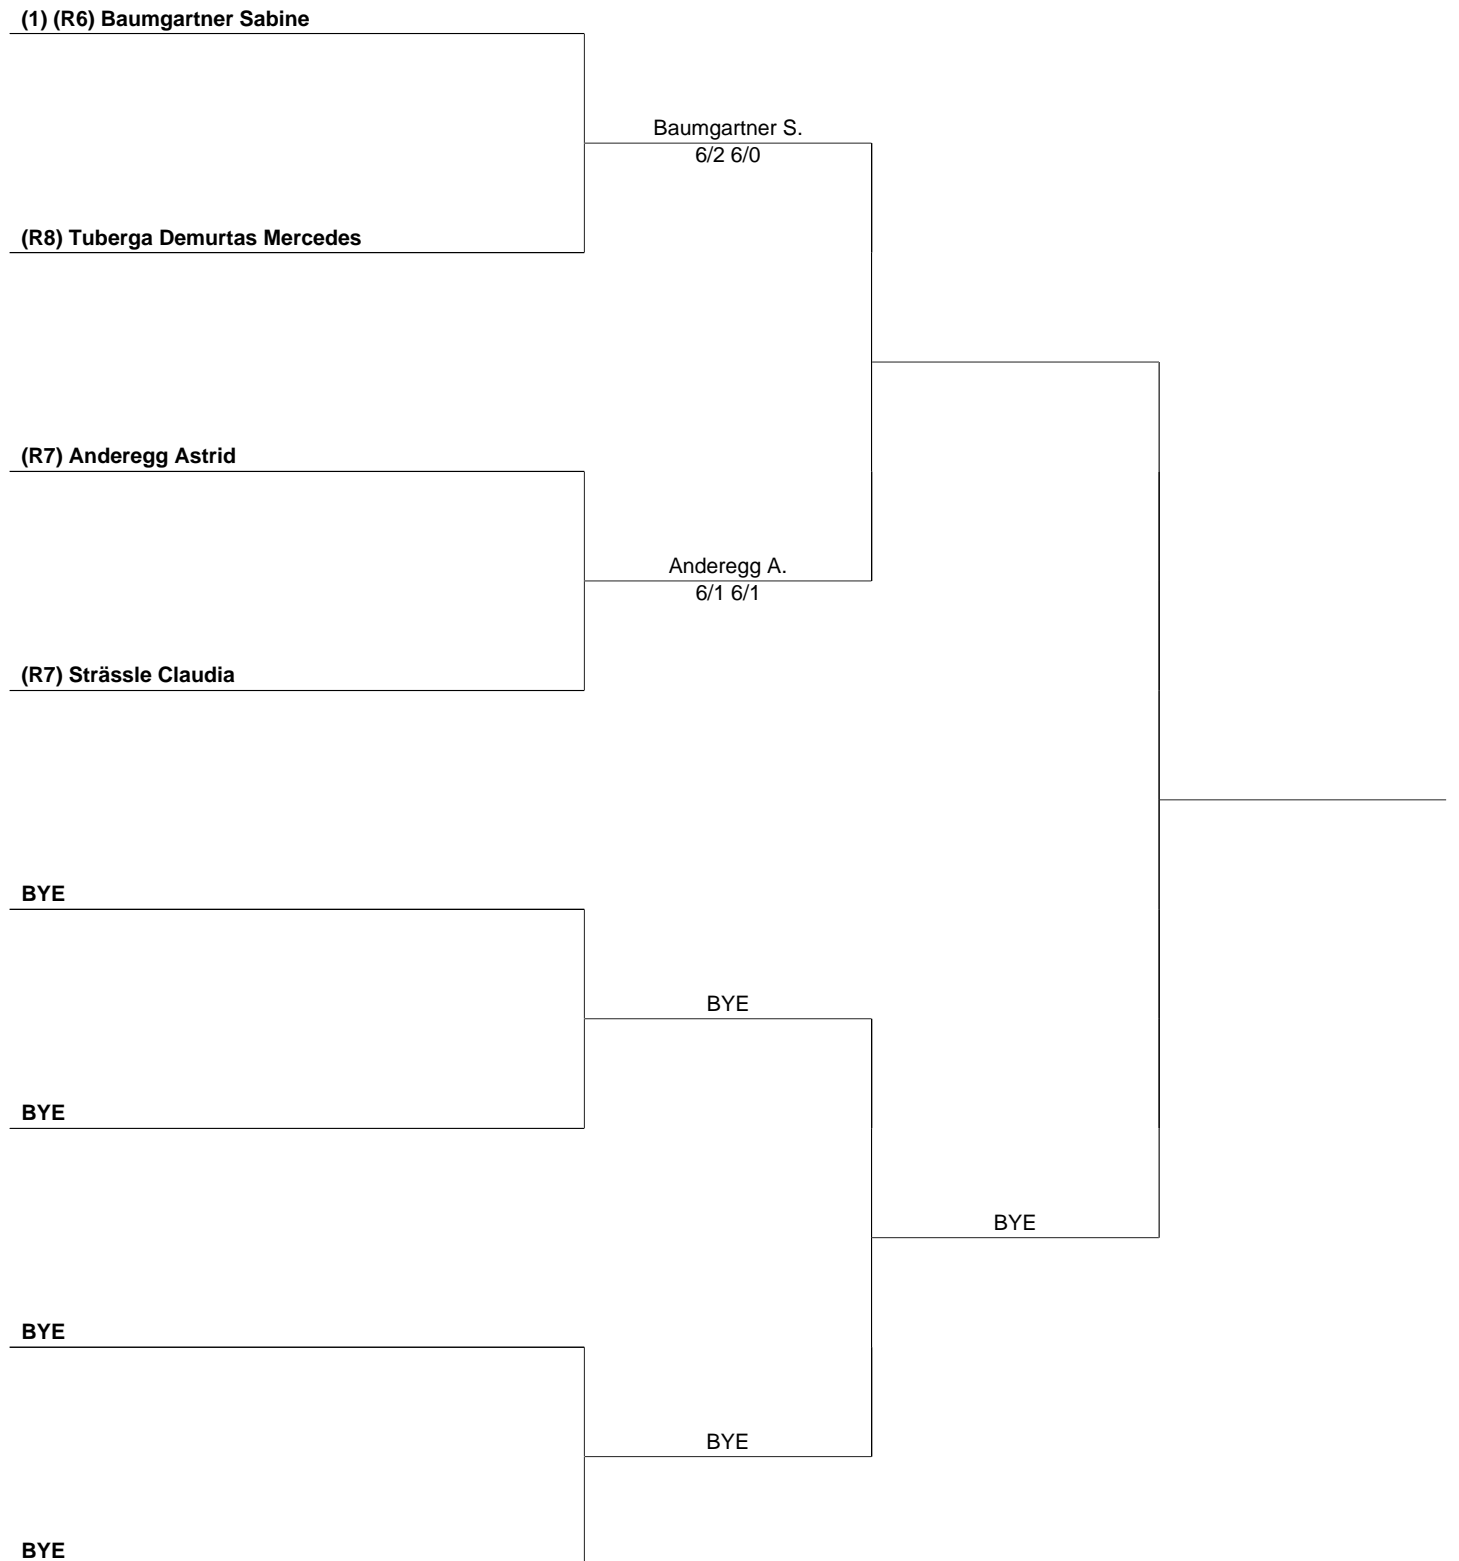 (1) (R6) Baumgartner Sabine
Baumgartner S.
6/2 6/0
(R8) Tuberga Demurtas Mercedes
(R7) Anderegg Astrid
Anderegg A.
6/1 6/1
(R7) Strässle Claudia
BYE
BYE
BYE
BYE
BYE
BYE
BYE